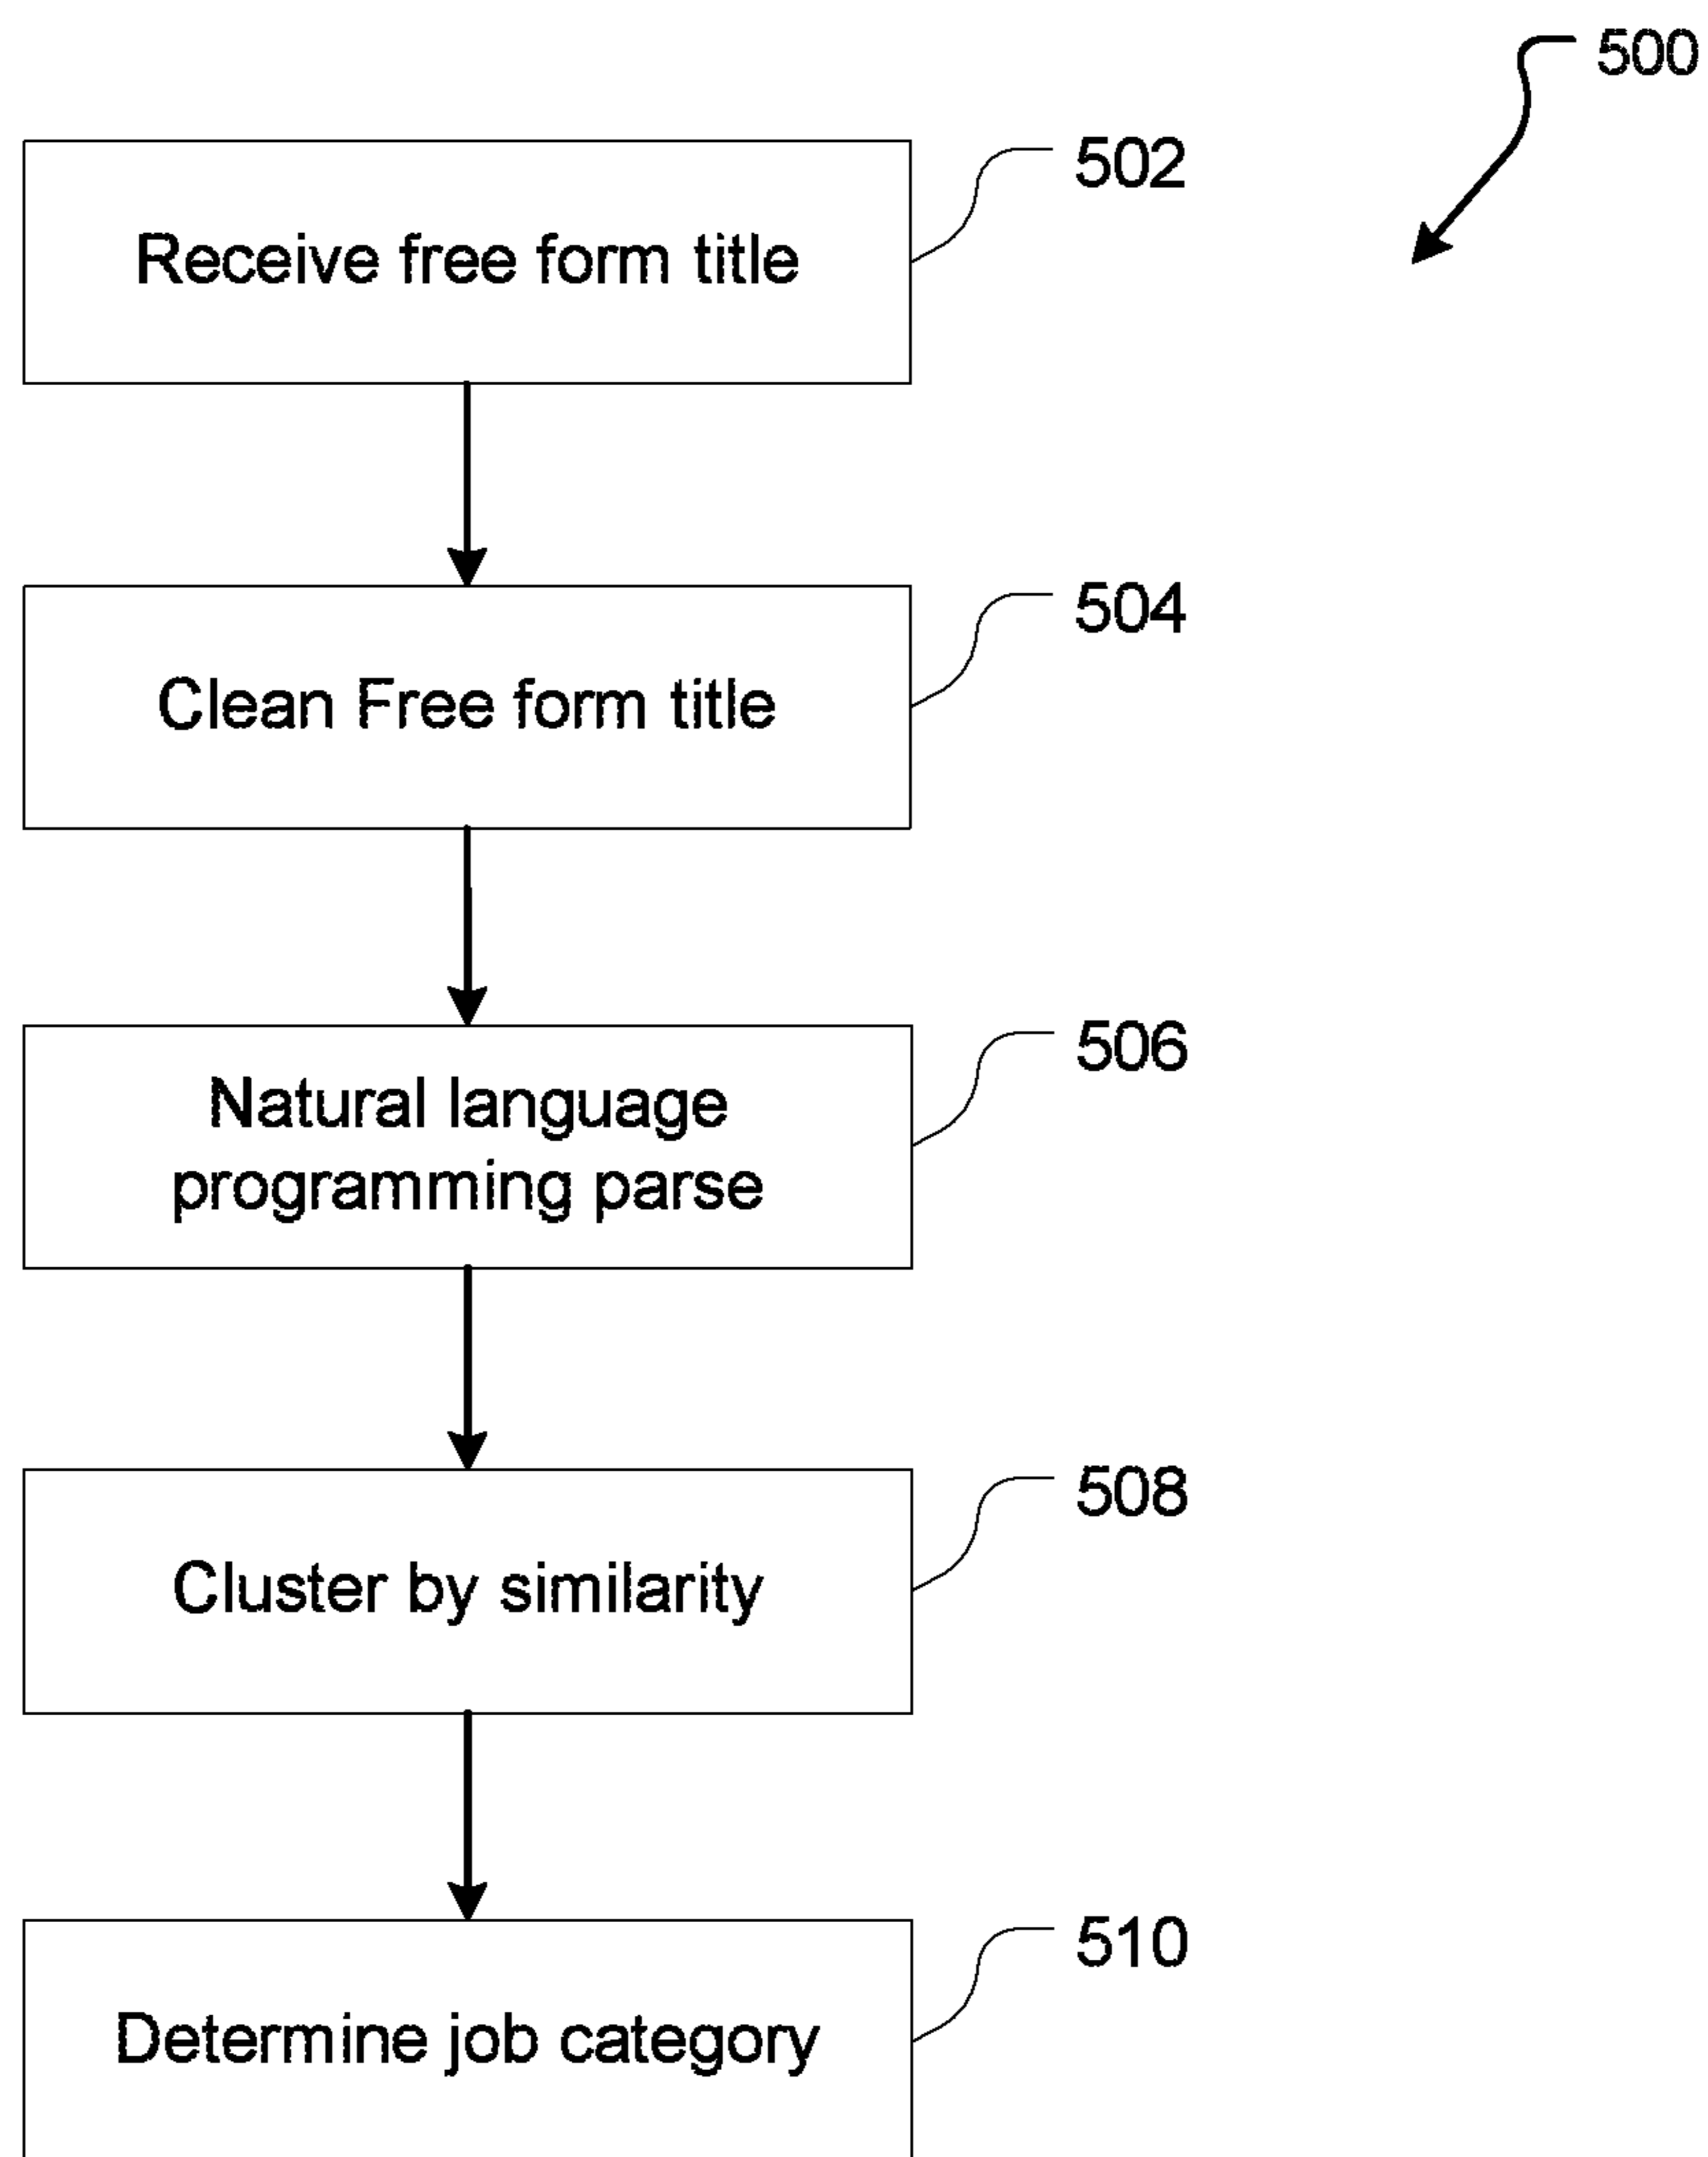 500
502
Receive free form title
504
Clean Free form title
506
Natural language
programming parse
508
Cluster by similarity
510
Determine job category